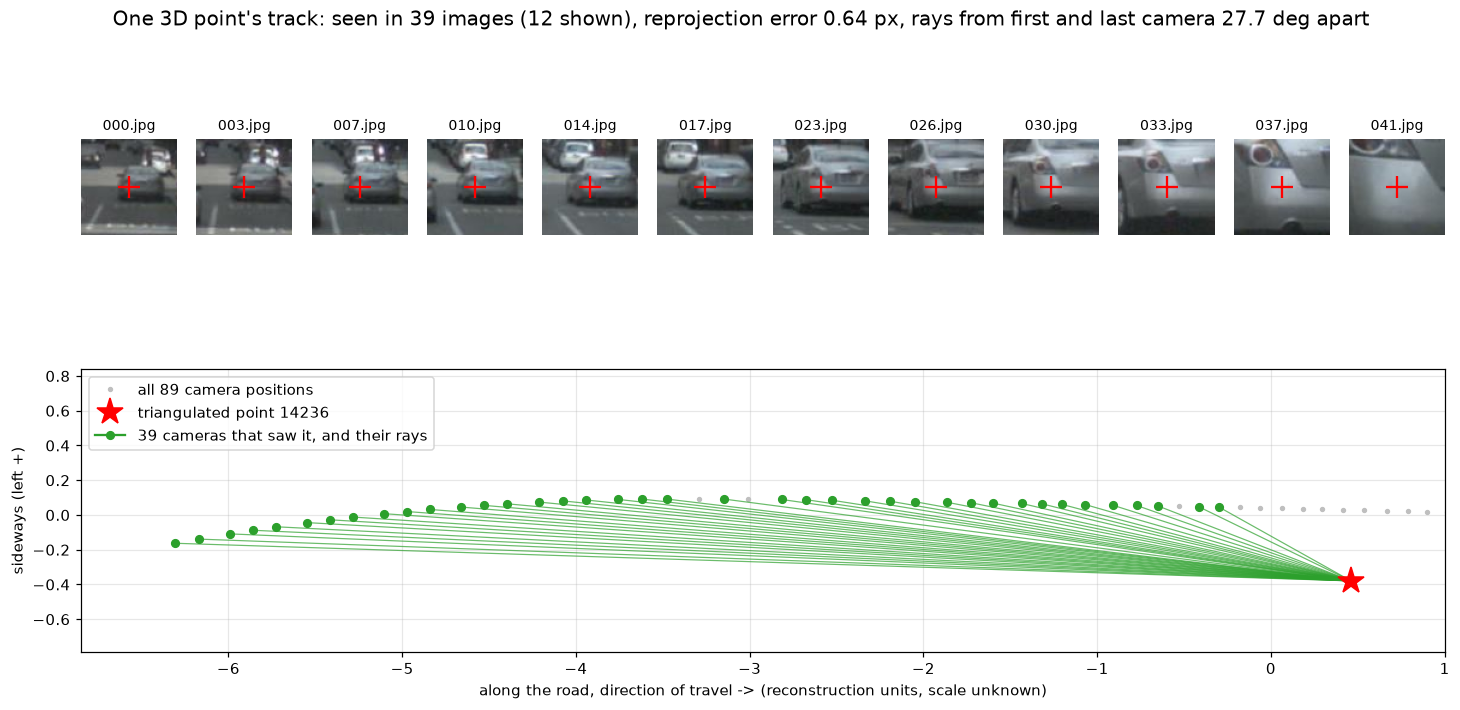 One 3D point's track: seen in 39 images (12 shown), reprojection error 0.64 px, rays from first and last camera 27.7 deg apart
000.jpg 003.jpg 007.jpg 010.jpg 014.jpg 017.jpg 023.jpg 026.jpg 030.jpg 033.jpg 037.jpg 041.jpg
all 89 camera positions
triangulated point 14236
39 cameras that saw it, and their rays
sideways (left +)
0.8
0.6
0.4
0.2
0.0
−0.2
−0.4
−0.6
−6 −5 −4 −3 −2 −1 0 1
along the road, direction of travel -> (reconstruction units, scale unknown)